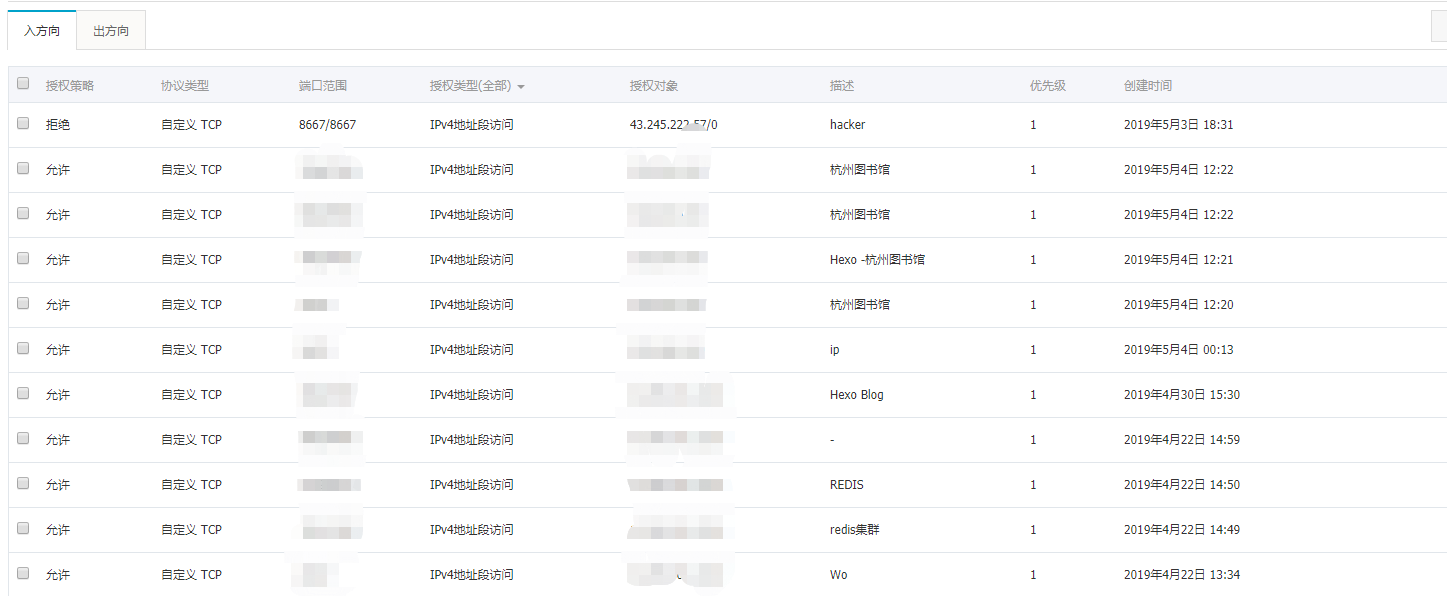 入方向 出方向
授权策略 协议类型 端口范围 授权类型(全部) 授权对象 描述 优先级 创建时间
拒绝 自定义 TCP 8667/8667 IPv4地址段访问 43.245.222.57/0 hacker 1 2019年5月3日 18:31
允许 自定义 TCP IPv4地址段访问 杭州图书馆 1 2019年5月4日 12:22
允许 自定义 TCP IPv4地址段访问 杭州图书馆 1 2019年5月4日 12:22
允许 自定义 TCP IPv4地址段访问 Hexo -杭州图书馆 1 2019年5月4日 12:21
允许 自定义 TCP IPv4地址段访问 杭州图书馆 1 2019年5月4日 12:20
允许 自定义 TCP IPv4地址段访问 ip 1 2019年5月4日 00:13
允许 自定义 TCP IPv4地址段访问 Hexo Blog 1 2019年4月30日 15:30
允许 自定义 TCP IPv4地址段访问 - 1 2019年4月22日 14:59
允许 自定义 TCP IPv4地址段访问 REDIS 1 2019年4月22日 14:50
允许 自定义 TCP IPv4地址段访问 redis集群 1 2019年4月22日 14:49
允许 自定义 TCP IPv4地址段访问 Wo 1 2019年4月22日 13:34